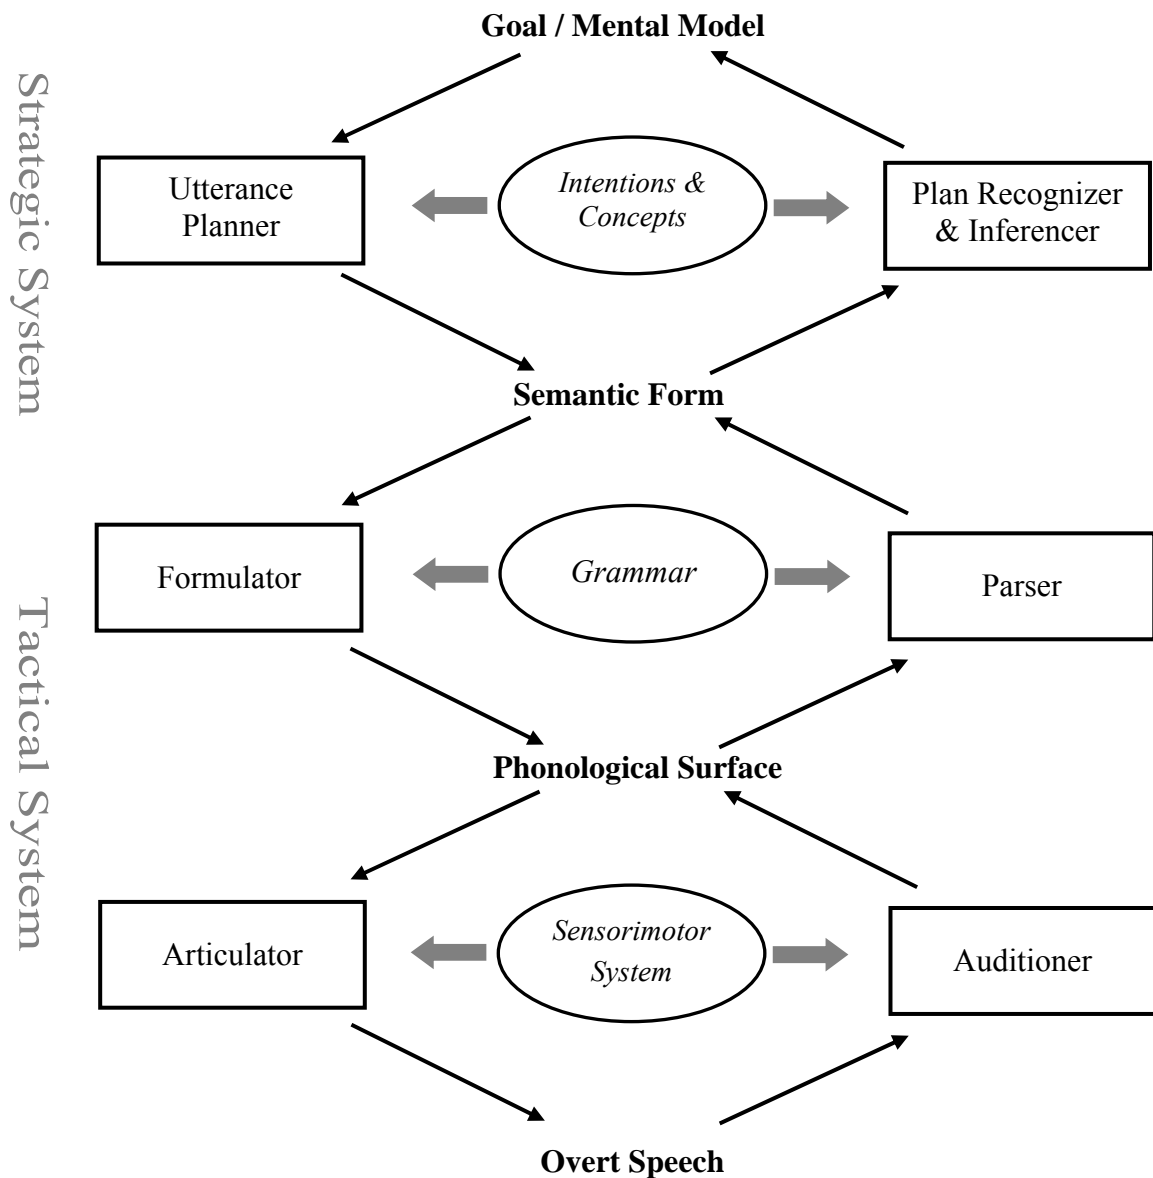 Goal / Mental Model
Strategic System
Utterance
Planner
Intentions &
Concepts
Plan Recognizer
& Inferencer
Semantic Form
Tactical System
Formulator
Grammar
Parser
Phonological Surface
Articulator
Sensorimotor
System
Auditioner
Overt Speech